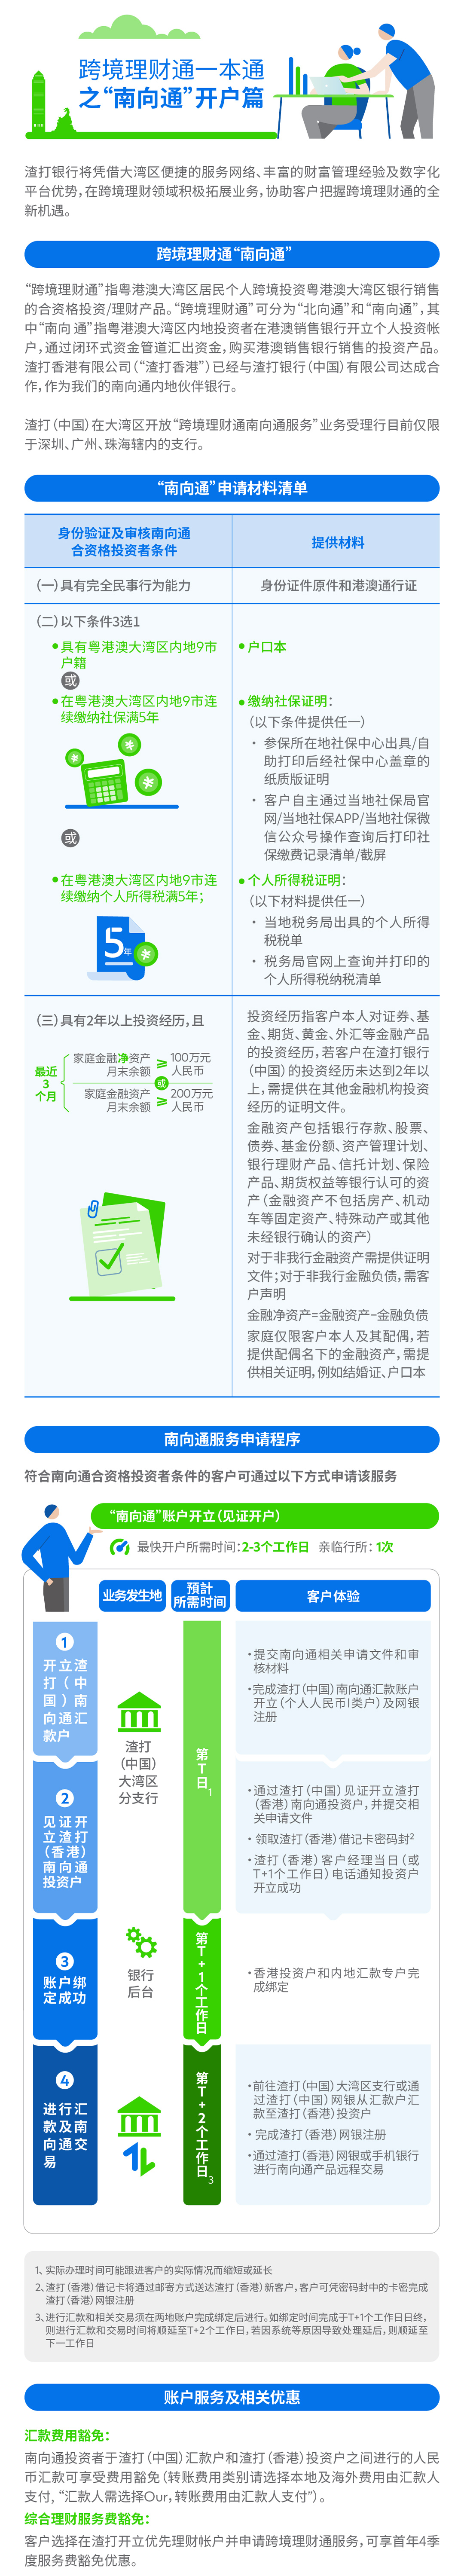 跨境理财通一本通
之“南向通”开户篇
渣打银行将凭借大湾区便捷的服务网络、丰富的财富管理经验及数字化
平台优势，在跨境理财领域积极拓展业务，协助客户把握跨境理财通的全
新机遇。
跨境理财通“南向通”
“跨境理财通”指粤港澳大湾区居民个人跨境投资粤港澳大湾区银行销售
的合资格投资/理财产品。“跨境理财通”可分为“北向通”和“南向通”，其
中“南向 通”指粤港澳大湾区内地投资者在港澳销售银行开立个人投资帐
户，通过闭环式资金管道汇出资金，购买港澳销售银行销售的投资产品。
渣打香港有限公司（“渣打香港”）已经与渣打银行（中国）有限公司达成合
作，作为我们的南向通内地伙伴银行。
渣打（中国）在大湾区开放“跨境理财通南向通服务”业务受理行目前仅限
于深圳、广州、珠海辖内的支行。
“南向通”申请材料清单
身份验证及审核南向通
合资格投资者条件
提供材料
（一）具有完全民事行为能力
身份证件原件和港澳通行证
（二）以下条件3选1
•具有粤港澳大湾区内地9市
户籍
•户口本
或
•在粤港澳大湾区内地9市连
续缴纳社保满5年
•缴纳社保证明：
（以下条件提供任一）
• 参保所在地社保中心出具/自
助打印后经社保中心盖章的
纸质版证明
• 客户自主通过当地社保局官
网/当地社保APP/当地社保微
信公众号操作查询后打印社
保缴费记录清单/截屏
或
•在粤港澳大湾区内地9市连
续缴纳个人所得税满5年；
5年
•个人所得税证明：
（以下材料提供任一）
• 当地税务局出具的个人所得
税税单
• 税务局官网上查询并打印的
个人所得税纳税清单
（三）具有2年以上投资经历，且
最近
3
个月
家庭金融净资产
月末余额
≥
100万元
人民币
或
家庭金融资产
月末余额
≥
200万元
人民币
投资经历指客户本人对证券、基
金、期货、黄金、外汇等金融产品
的投资经历，若客户在渣打银行
（中国）的投资经历未达到2年以
上，需提供在其他金融机构投资
经历的证明文件。
金融资产包括银行存款、股票、
债券、基金份额、资产管理计划、
银行理财产品、信托计划、保险
产品、期货权益等银行认可的资
产（金融资产不包括房产、机动
车等固定资产、特殊动产或其他
未经银行确认的资产）
对于非我行金融资产需提供证明
文件；对于非我行金融负债，需客
户声明
金融净资产=金融资产-金融负债
家庭仅限客户本人及其配偶，若
提供配偶名下的金融资产，需提
供相关证明，例如结婚证、户口本
南向通服务申请程序
符合南向通合资格投资者条件的客户可通过以下方式申请该服务
“南向通”账户开立（见证开户）
最快开户所需时间：2-3个工作日 亲临行所：1次
业务发生地
預計
所需时间
客户体验
1
开立渣
打（中
国）南
向通汇
款户
渣打
（中国）
大湾区
分支行
第T日1
•提交南向通相关申请文件和审
核材料
•完成渣打（中国）南向通汇款账户
开立（个人人民币I类户）及网银
注册
2
见证开
立渣打
（香港）
南向通
投资户
•通过渣打（中国）见证开立渣打
（香港）南向通投资户，并提交相
关申请文件
• 领取渣打（香港）借记卡密码封2
•渣打（香港）客户经理当日（或
T+1个工作日）电话通知投资户
开立成功
3
账户绑
定成功
银行
后台
第T+1个工作日
•香港投资户和内地汇款专户完
成绑定
4
进行汇
款及南
向通交
易
第T+2个工作日3
•前往渣打（中国）大湾区支行或通
过渣打（中国）网银从汇款户汇
款至渣打（香港）投资户
• 完成渣打（香港）网银注册
•通过渣打（香港）网银或手机银行
进行南向通产品远程交易
1、实际办理时间可能跟进客户的实际情况而缩短或延长
2、渣打（香港）借记卡将通过邮寄方式送达渣打（香港）新客户，客户可凭密码封中的卡密完成
渣打（香港）网银注册
3、进行汇款和相关交易须在两地账户完成绑定后进行。如绑定时间完成于T+1个工作日日终，
则进行汇款和交易时间将顺延至T+2个工作日，若因系统等原因导致处理延后，则顺延至
下一工作日
账户服务及相关优惠
汇款费用豁免：
南向通投资者于渣打（中国）汇款户和渣打（香港）投资户之间进行的人民
币汇款可享受费用豁免（转账费用类别请选择本地及海外费用由汇款人
支付，“汇款人需选择Our，转账费用由汇款人支付”）。
综合理财服务费豁免：
客户选择在渣打开立优先理财帐户并申请跨境理财通服务，可享首年4季
度服务费豁免优惠。